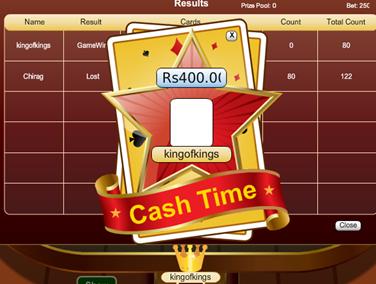 Results
Prize Pool: 0
Bet: 250
Name Result Cards Count Total Count
kingofkings GameWin 0 80
Chirag Lost 80 122
X
Rs400.0
kingofkings
Cash Time
Close
kingofkings